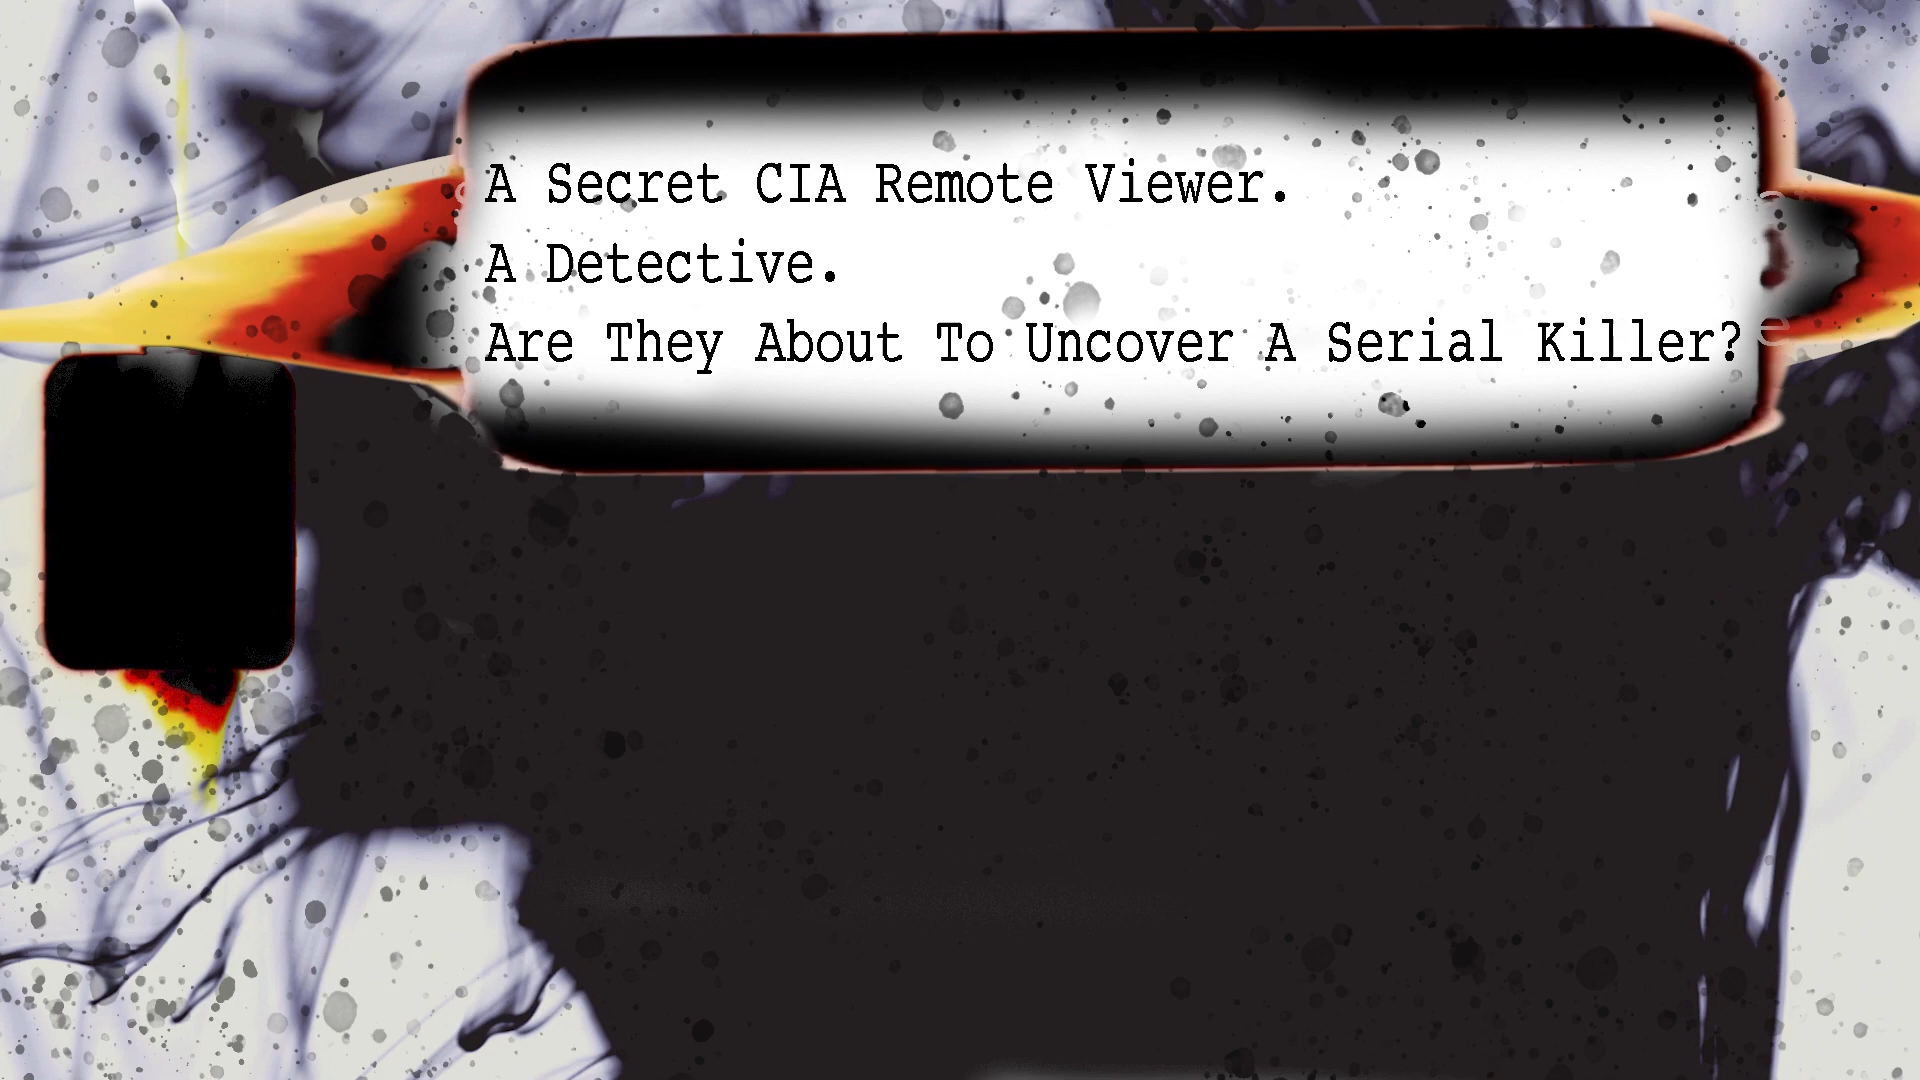 A Secret CIA Remote Viewer.
A Detective.
Are They About To Uncover A Serial Killer?